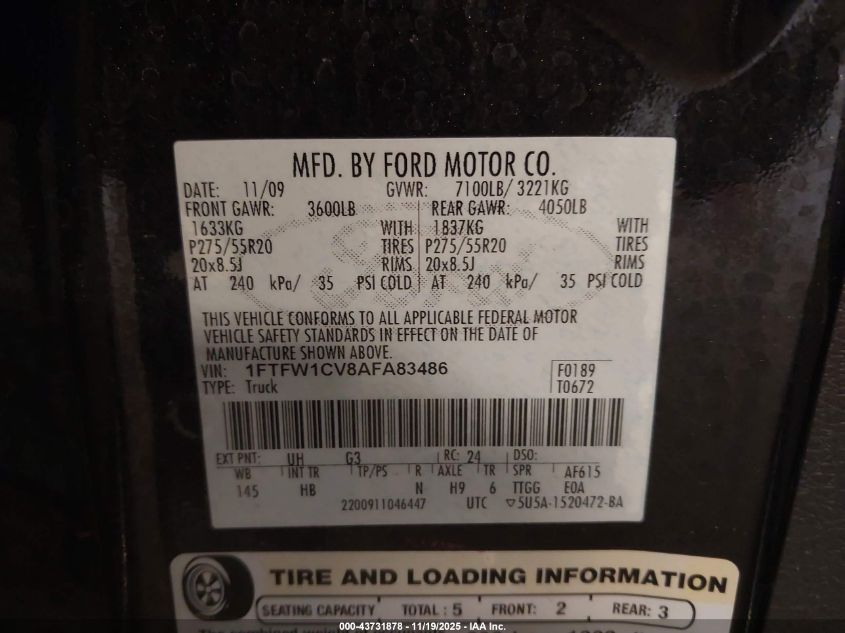 MFD. BY FORD MOTOR CO.
DATE: 11/09 GVWR: 7100LB/ 3221KG
FRONT GAWR: 3600LB REAR GAWR: 4050LB
1633KG WITH 1837KG WITH
P275/55R20 TIRES P275/55R20 TIRES
20x8.5J RIMS 20x8.5J RIMS
AT 240 kPa/ 35 PSI COLD AT 240 kPa/ 35 PSI COLD
THIS VEHICLE CONFORMS TO ALL APPLICABLE FEDERAL MOTOR
VEHICLE SAFETY STANDARDS IN EFFECT ON THE DATE OF
MANUFACTURE SHOWN ABOVE.
VIN: 1FTFW1CV8AFA83486 F0189
TYPE: Truck T0672
EXT PNT: UH G3 RC: 24 DSO:
WB INT TR TP/PS R AXLE TR SPR AF615
145 HB N H9 6 TTGG E0A
2200911046447 UTC ▽5U5A-1520472-BA
TIRE AND LOADING INFORMATION
SEATING CAPACITY TOTAL : 5 FRONT: 2 REAR: 3
The combined
000-43731878 - 11/19/2025 - IAA Inc.